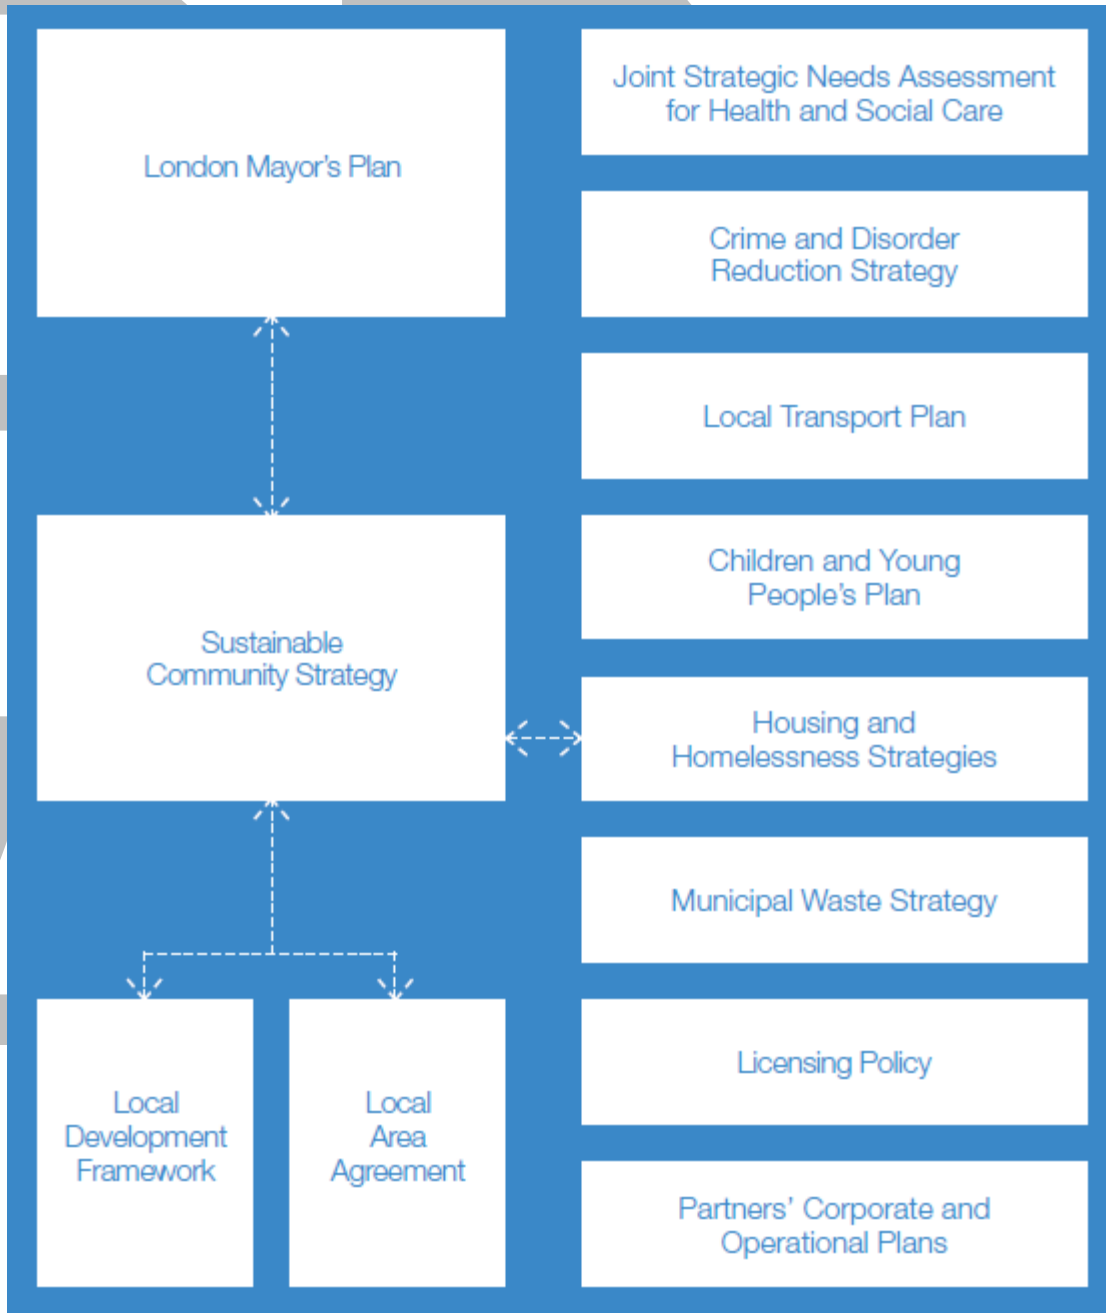 London Mayor's Plan
Sustainable
Community Strategy
Local
Development
Framework
Local
Area
Agreement
Joint Strategic Needs Assessment
for Health and Social Care
Crime and Disorder
Reduction Strategy
Local Transport Plan
Children and Young
People's Plan
Housing and
Homelessness Strategies
Municipal Waste Strategy
Licensing Policy
Partners' Corporate and
Operational Plans